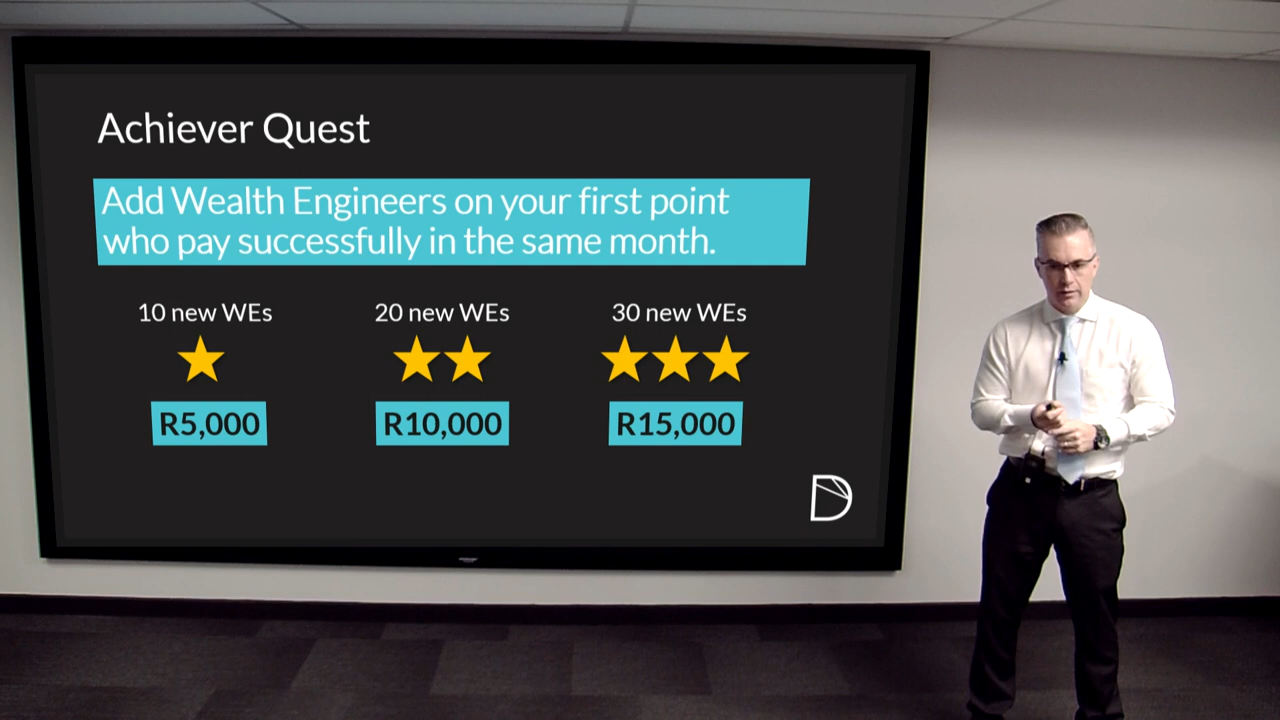 Achiever Quest
Add Wealth Engineers on your first point
who pay successfully in the same month.
10 new WEs
20 new WEs
30 new WEs
R5,000
R10,000
R15,000